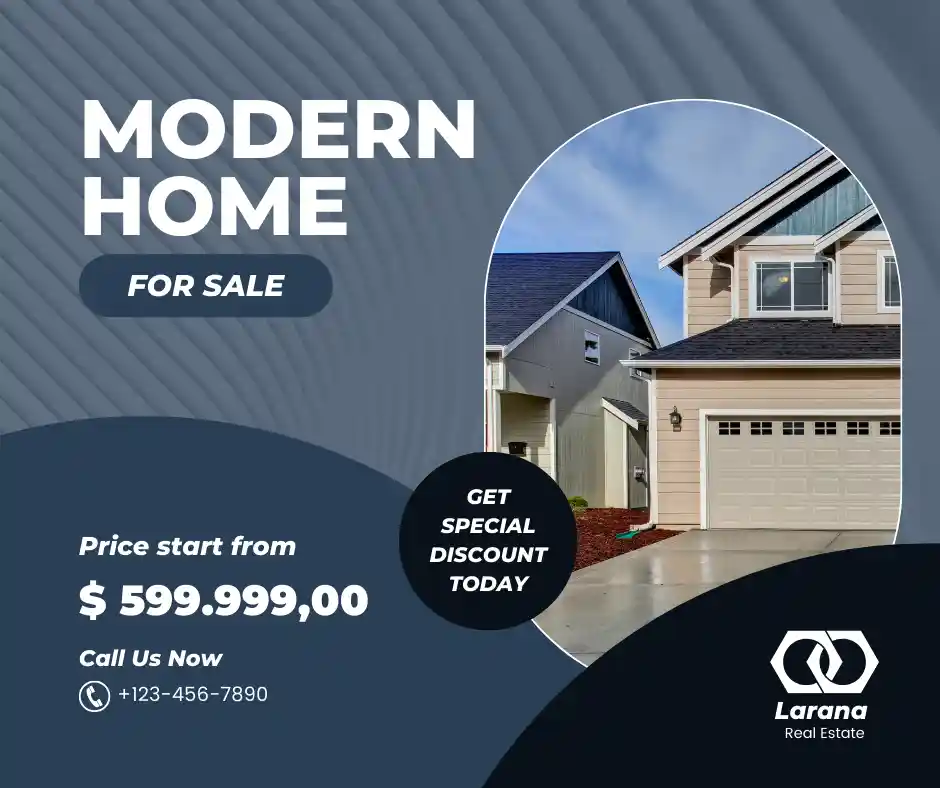 MODERN
HOME
FOR SALE
GET
SPECIAL
DISCOUNT
TODAY
Price start from
$ 599.999,00
Call Us Now
+123-456-7890
Larana
Real Estate